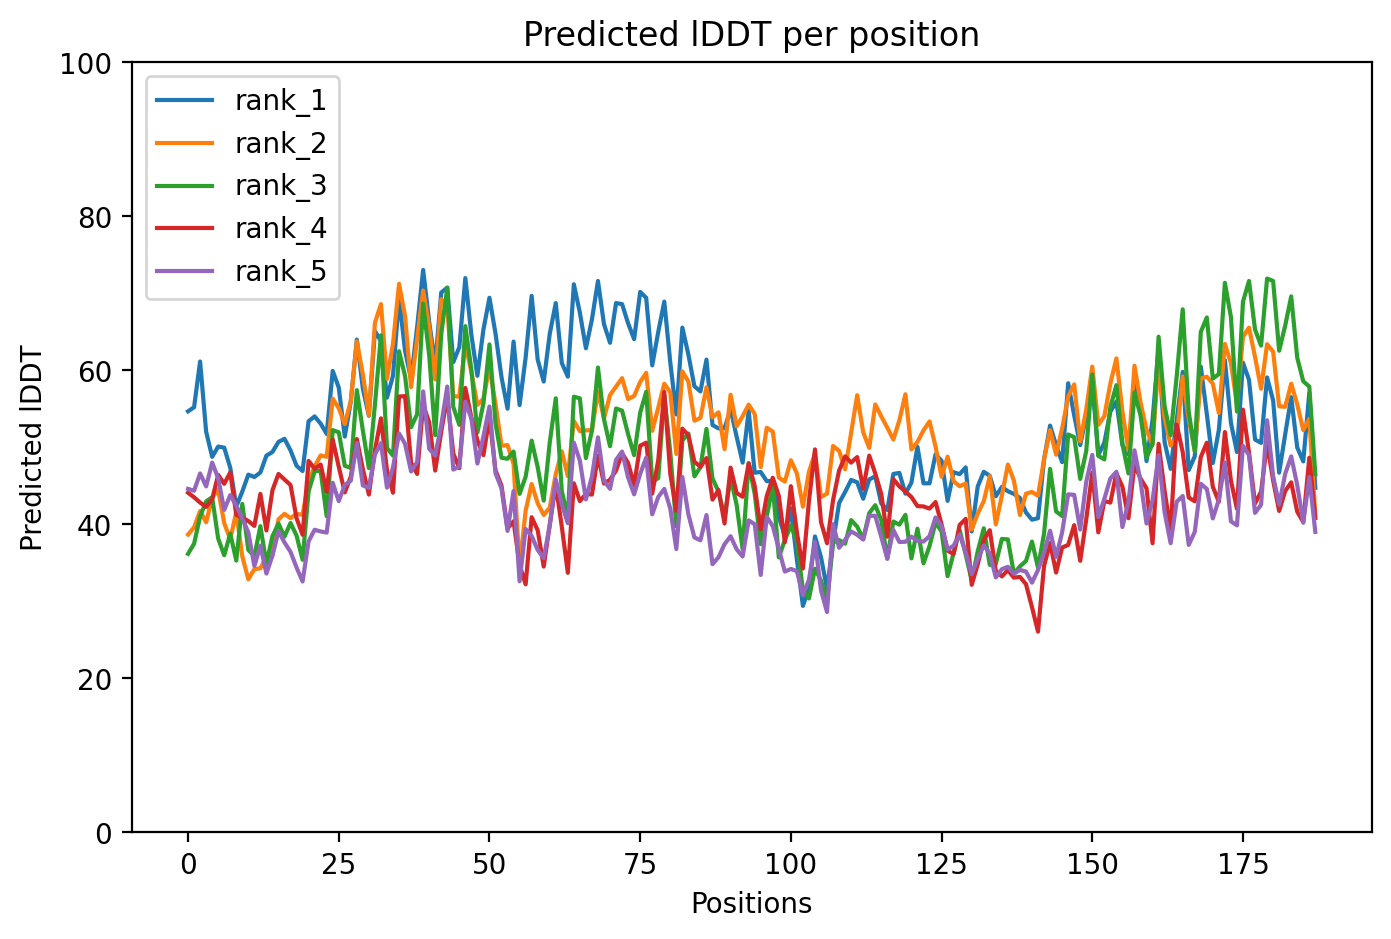 Predicted lDDT per position
100
80
60
40
20
0
Predicted lDDT
rank_1
rank_2
rank_3
rank_4
rank_5
0 25 50 75 100 125 150 175
Positions